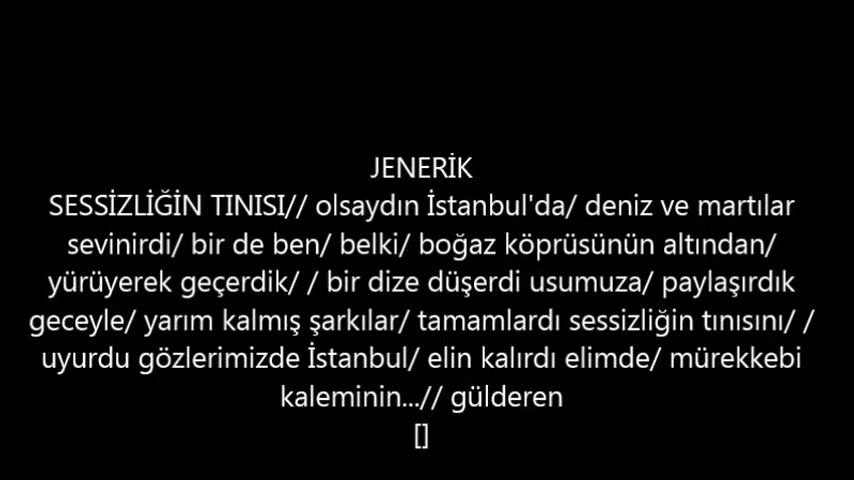 JENERİK
SESSİZLİĞİN TINISI// olsaydın İstanbul'da/ deniz ve martılar
sevinirdi/ bir de ben/ belki/ boğaz köprüsünün altından/
yürüyerek geçerdik/ / bir dize düşerdi usumuza/ paylaşırdık
geceyle/ yarım kalmış şarkılar/ tamamlardı sessizliğin tınısını/ /
uyurdu gözlerimizde İstanbul/ elin kalırdı elimde/ mürekkebi
kaleminin...// gülderen
[]